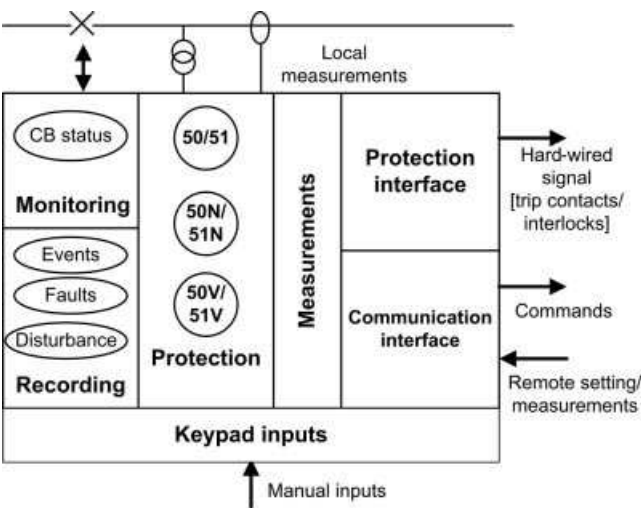 Local
measurements
CB status
Monitoring
Events
Faults
Disturbance
Recording
50/51
50N/
51N
50V/
51V
Protection
Measurements
Protection
interface
Communication
interface
Hard-wired
signal
[trip contacts/
interlocks]
Commands
Remote setting/
measurements
Keypad inputs
Manual inputs